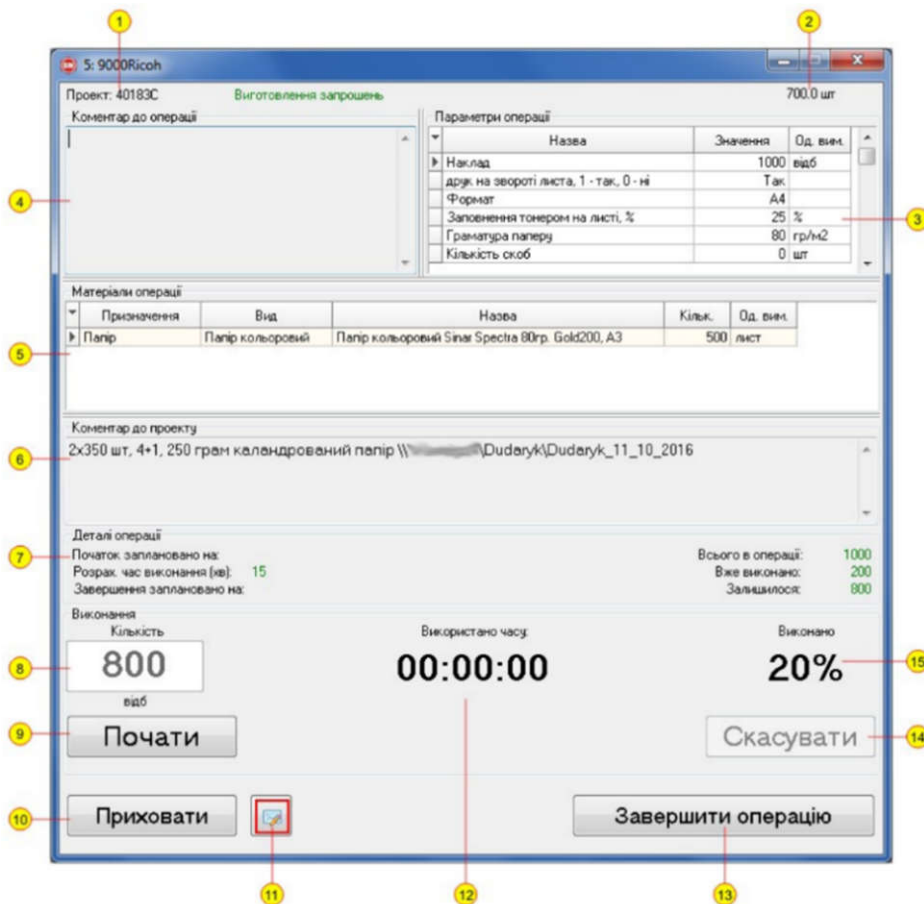 1
2
5: 9000Ricoh
Проект: 40183С Виготовлення запрошень 700.0 шт
Коментар до операції
Параметри операції
Назва Значення Од. вим.
Наклад 1000 відб
друк на звороті листа, 1 - так, 0 - ні Так
Формат А4
Заповнення тонером на листі, % 25 %
Граматура паперу 80 гр/м2
Кількість скоб 0 шт
4
3
Матеріали операції
Призначення Вид Назва Кільк. Од. вим.
Папір Папір кольоровий Папір кольоровий Sinar Spectra 80гр. Gold200, А3 500 лист
5
Коментар до проекту
2х350 шт, 4+1, 250 грам каландрований папір \\ \Dudaryk\Dudaryk_11_10_2016
6
Деталі операції
7
Початок заплановано на: Всього в операції: 1000
Розрах. час виконання (хв): 15 Вже виконано: 200
Завершення заплановано на: Залишилося: 800
Виконання
Кількість Використано часу: Виконано
8
800 00:00:00 20%
15
відб
9
Почати Скасувати
14
10
Приховати Завершити операцію
11
12
13